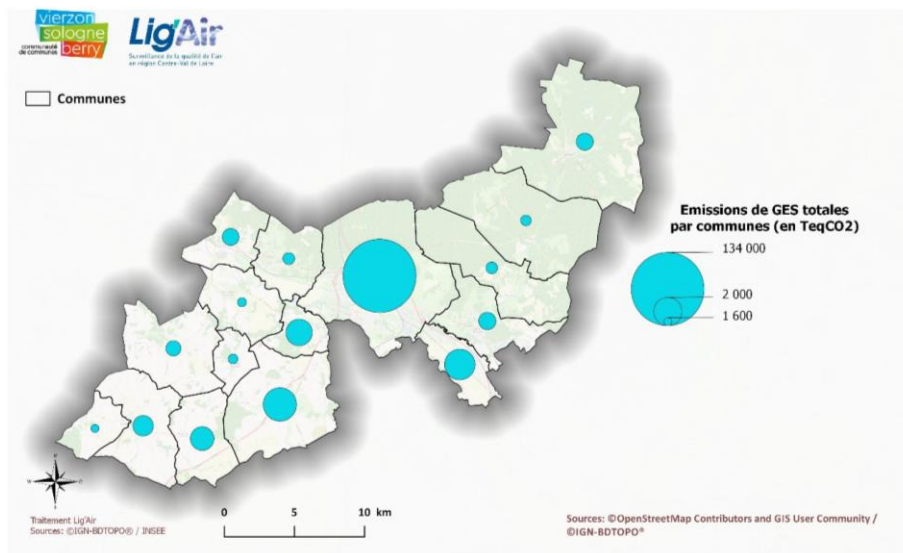 vierzon
sologne
berry
communauté
de communes
Lig'Air
Surveillance de la qualité de l'air
en région Centre-Val de Loire
Communes
Emissions de GES totales
par communes (en TeqCO2)
134 000
2 000
1 600
N
W
E
S
0 5 10 km
Traitement Lig'Air
Sources: ©IGN-BDTOPO® / INSEE
Sources: ©OpenStreetMap Contributors and GIS User Community /
©IGN-BDTOPO®